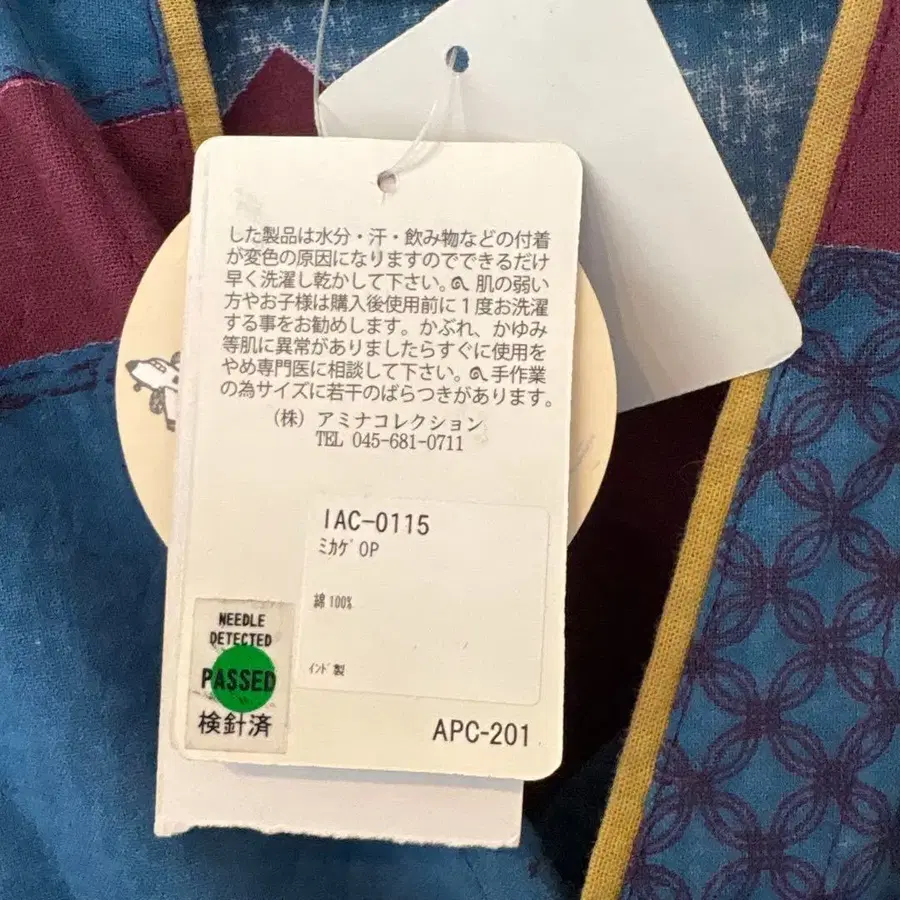 した製品は水分・汗・飲み物などの付着
が変色の原因になりますのでできるだけ
早く洗濯し乾かして下さい。 肌の弱い
方やお子様は購入後使用前に1度お洗濯
する事をお勧めします。かぶれ、かゆみ
等肌に異常がありましたらすぐに使用を
やめ専門医に相談して下さい。 手作業
の為サイズに若干のばらつきがあります。
(株) アミナコレクション
TEL 045-681-0711
IAC-0115
ミカゲOP
綿100%
インド製
NEEDLE
DETECTED
PASSED
検針済
APC-201